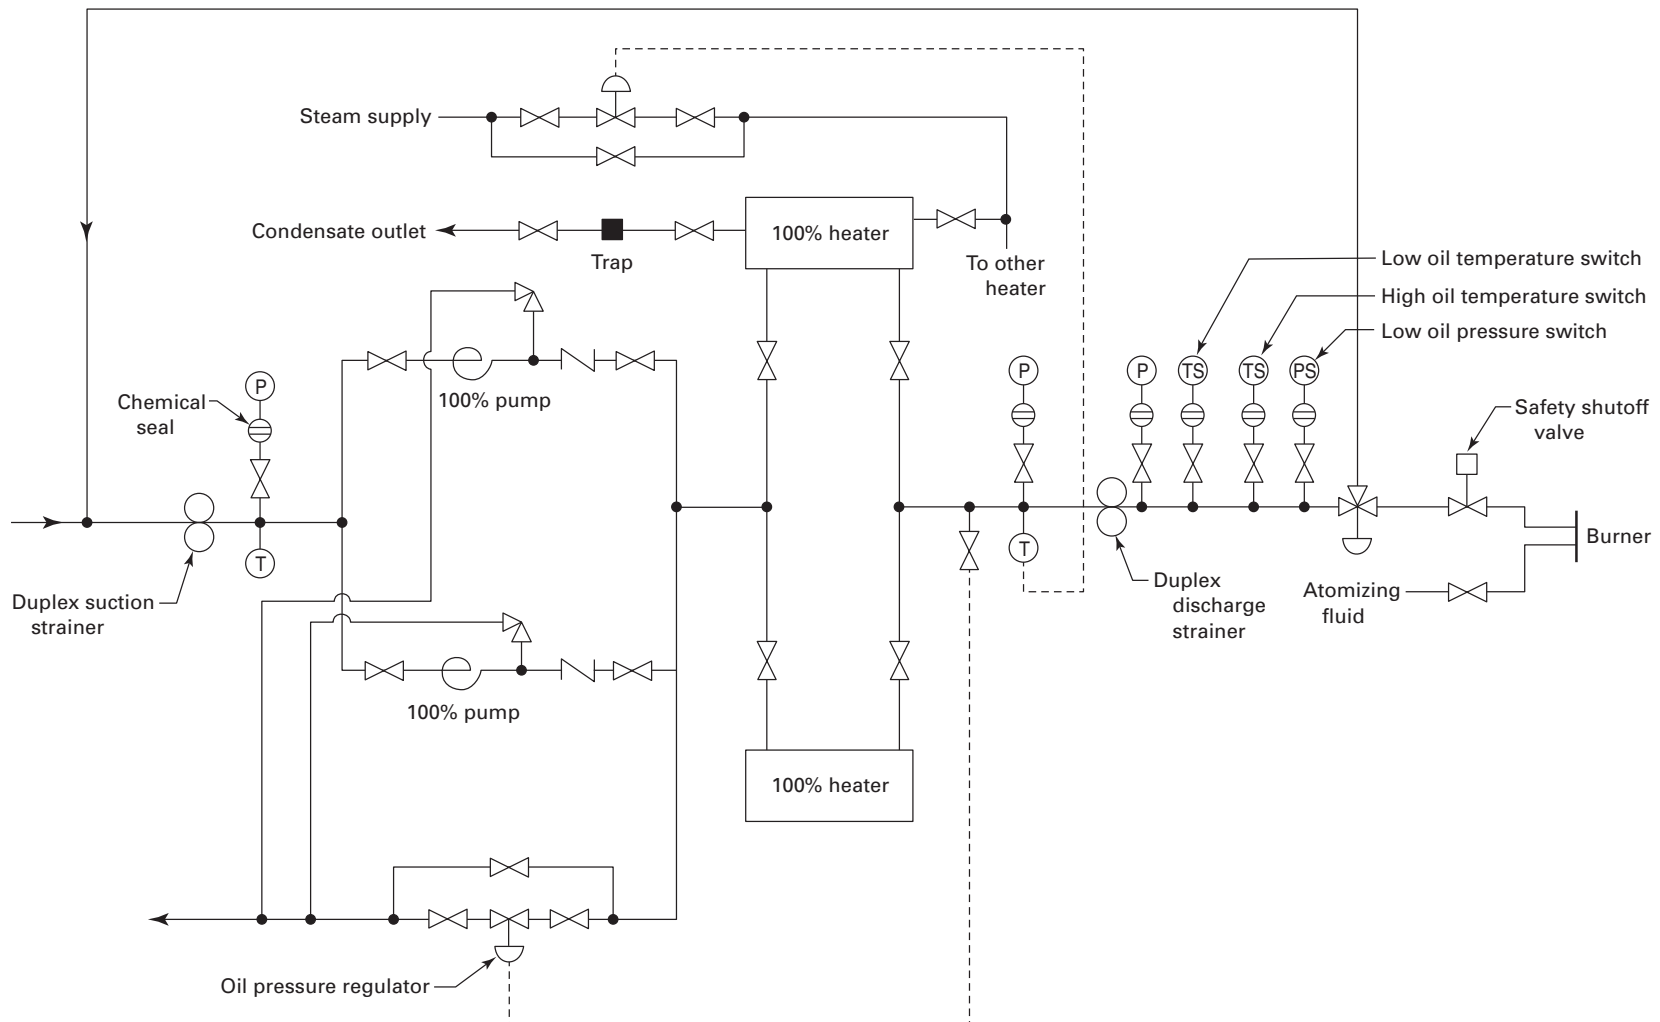 Steam supply
Condensate outlet
Trap
100% heater
To other
heater
Low oil temperature switch
High oil temperature switch
Low oil pressure switch
P
Chemical
seal
100% pump
P
P
TS
TS
PS
Safety shutoff
valve
T
T
Duplex suction
strainer
Duplex
discharge
strainer
Burner
Atomizing
fluid
100% pump
100% heater
Oil pressure regulator